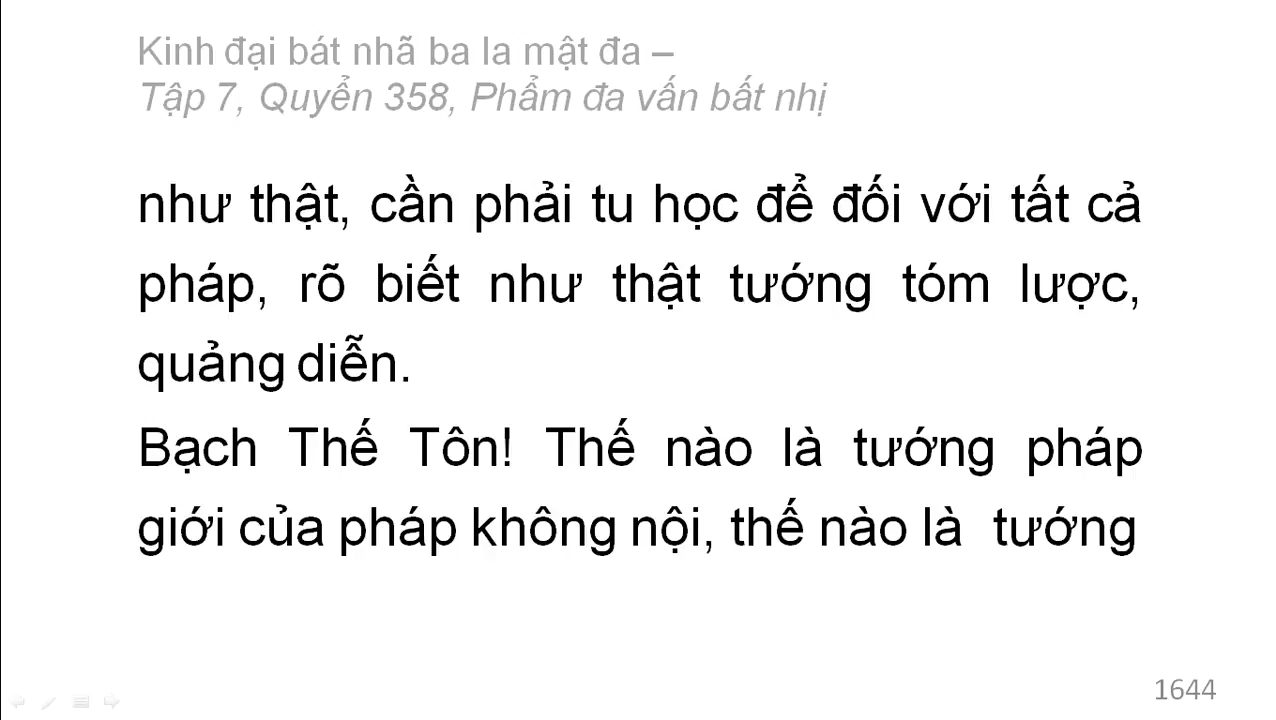 Kinh đại bát nhã ba la mật đa –
Tập 7, Quyển 358, Phẩm đa vấn bất nhị
như thật, cần phải tu học để đối với tất cả
pháp, rõ biết như thật tướng tóm lược,
quảng diễn.
Bạch Thế Tôn! Thế nào là tướng pháp
giới của pháp không nội, thế nào là tướng
1644